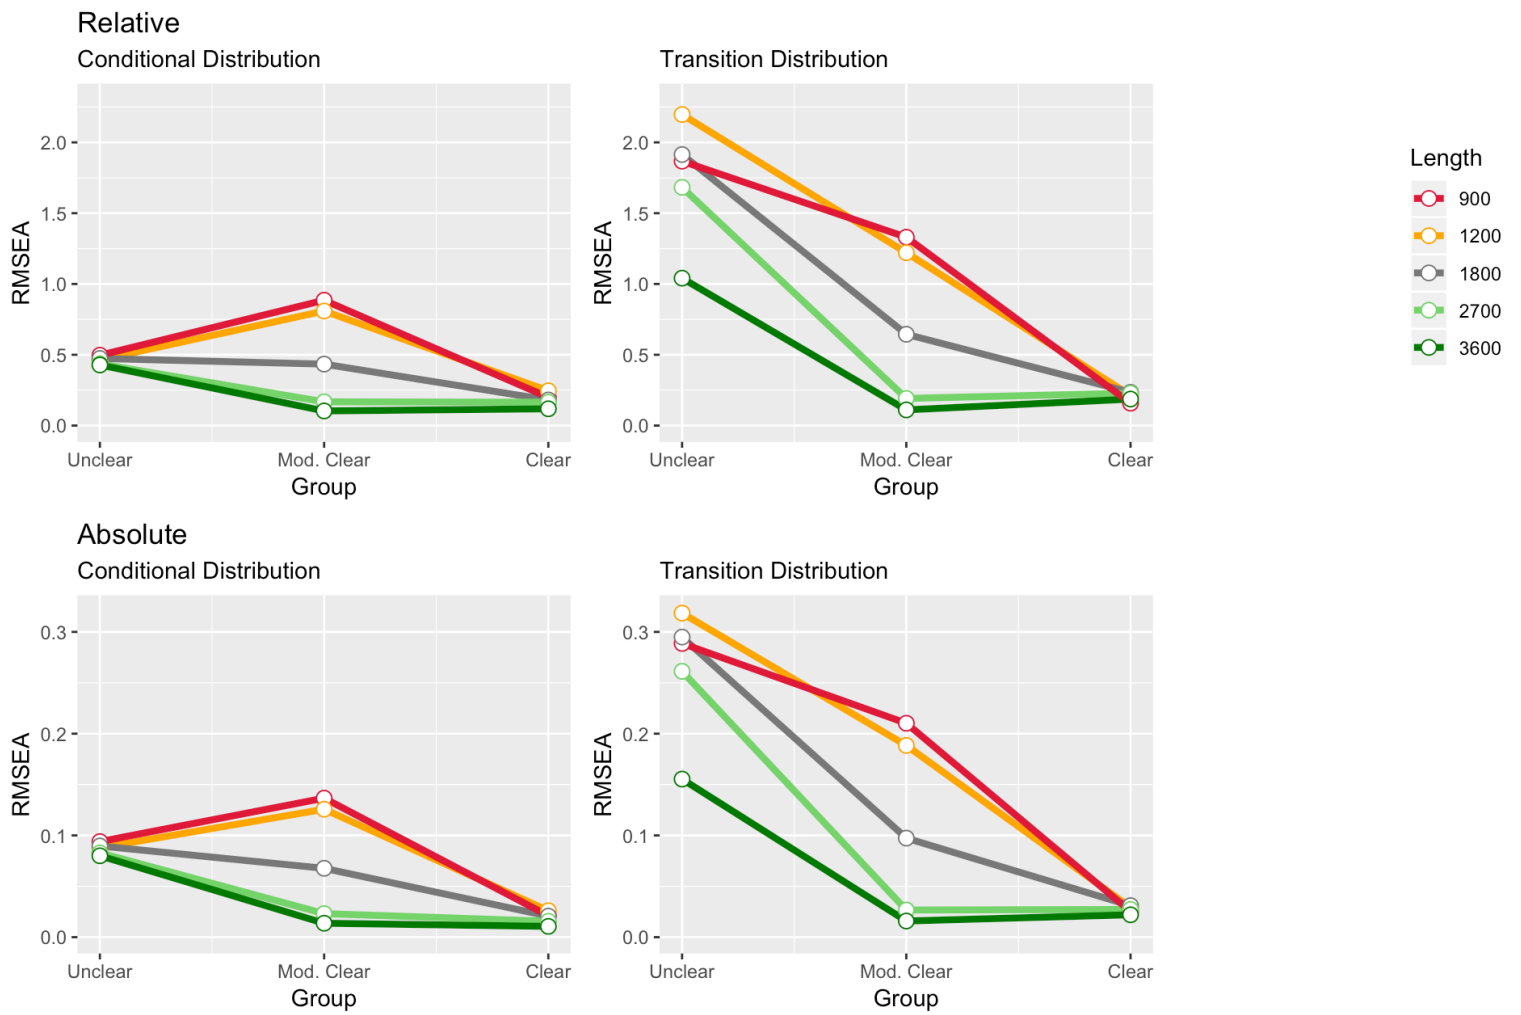 Relative
Conditional Distribution
Transition Distribution
2.0
1.5
1.0
0.5
0.0
RMSEA
Unclear
Mod. Clear
Clear
Group
2.0
1.5
1.0
0.5
0.0
RMSEA
Unclear
Mod. Clear
Clear
Group
Length
900
1200
1800
2700
3600
Absolute
Conditional Distribution
Transition Distribution
0.3
0.2
0.1
0.0
RMSEA
Unclear
Mod. Clear
Clear
Group
0.3
0.2
0.1
0.0
RMSEA
Unclear
Mod. Clear
Clear
Group